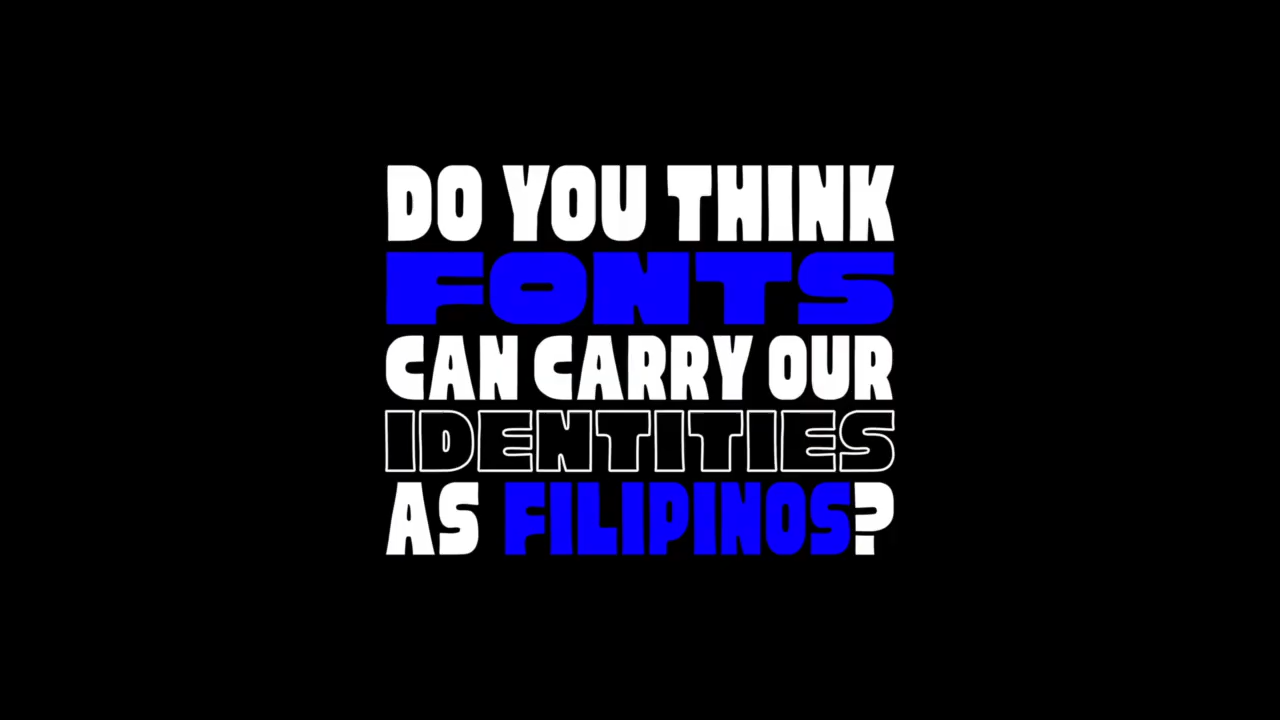 DO YOU THINK
FONTS
CAN CARRY OUR
IDENTITIES
AS FILIPINOS?